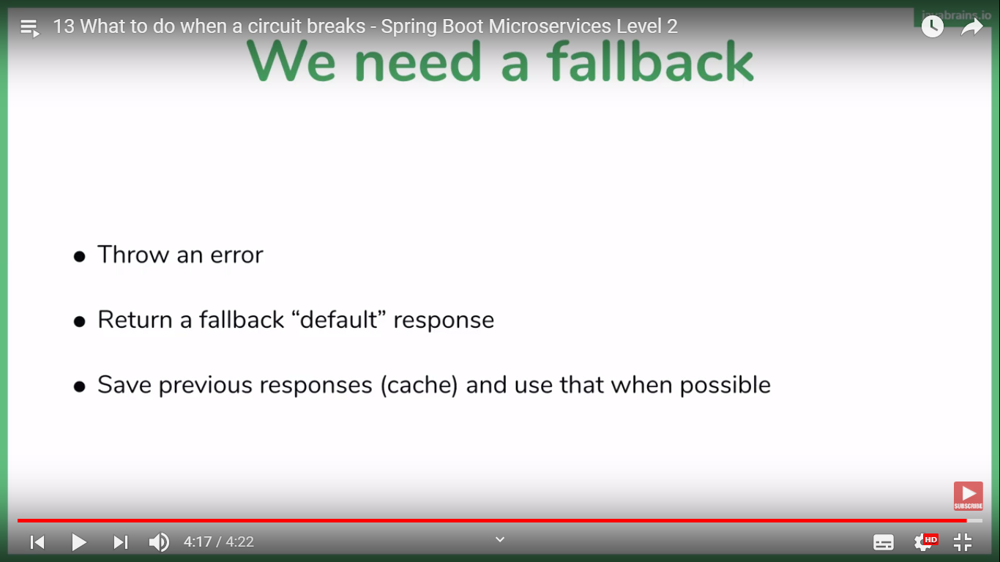 javabrains.io
13 What to do when a circuit breaks - Spring Boot Microservices Level 2
We need a fallback
● Throw an error
● Return a fallback “default” response
● Save previous responses (cache) and use that when possible
SUBSCRIBE
4:17 / 4:22
HD